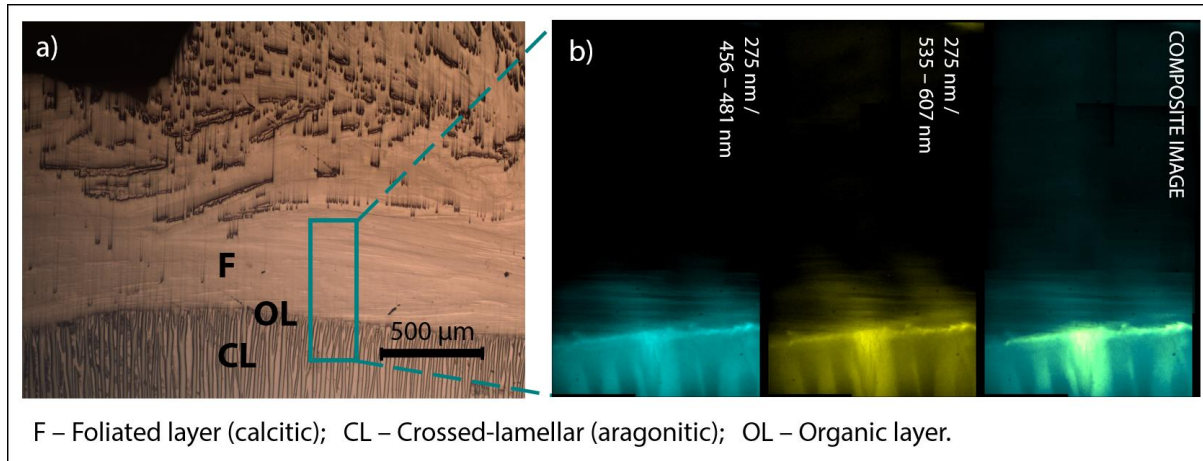 a)
F
OL
CL
500 µm
b)
275 nm /
456 – 481 nm
275 nm /
535 – 607 nm
COMPOSITE IMAGE
F – Foliated layer (calcitic); CL – Crossed-lamellar (aragonitic); OL – Organic layer.